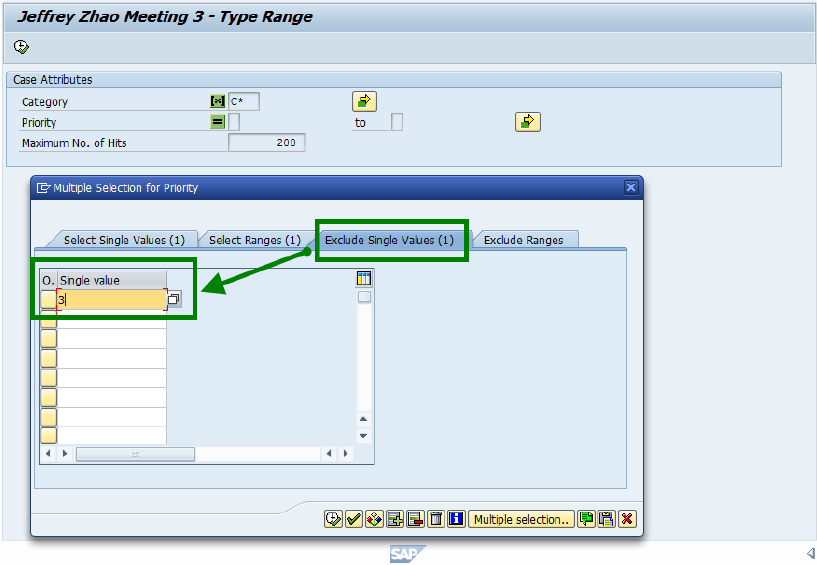 Jeffrey Zhao Meeting 3 - Type Range
Case Attributes
Category C*
Priority to
Maximum No. of Hits 200
Multiple Selection for Priority
Select Single Values (1) Select Ranges (1) Exclude Single Values (1) Exclude Ranges
O. Single value
3
Multiple selection..
SAP